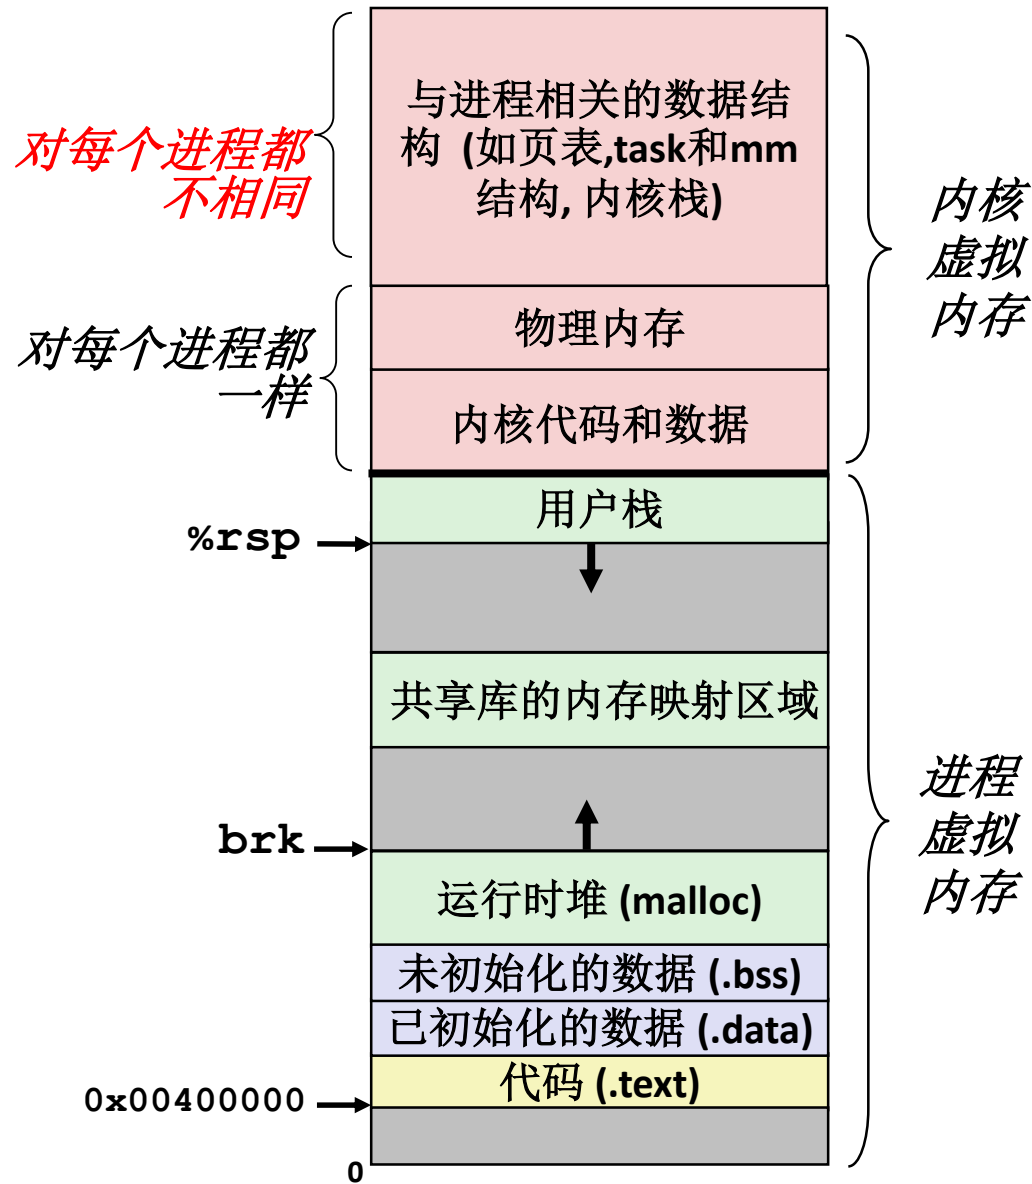 与进程相关的数据结
构 (如页表,task和mm
结构, 内核栈)
对每个进程都
不相同
内核
虚拟
内存
物理内存
对每个进程都
一样
内核代码和数据
用户栈
%rsp
共享库的内存映射区域
进程
虚拟
内存
brk
运行时堆 (malloc)
未初始化的数据 (.bss)
已初始化的数据 (.data)
代码 (.text)
0x00400000
0